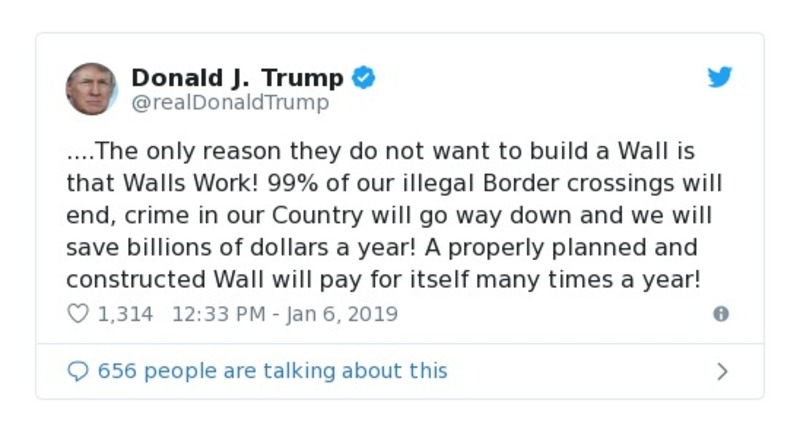 Donald J. Trump
@realDonaldTrump
....The only reason they do not want to build a Wall is
that Walls Work! 99% of our illegal Border crossings will
end, crime in our Country will go way down and we will
save billions of dollars a year! A properly planned and
constructed Wall will pay for itself many times a year!
1,314 12:33 PM - Jan 6, 2019
656 people are talking about this